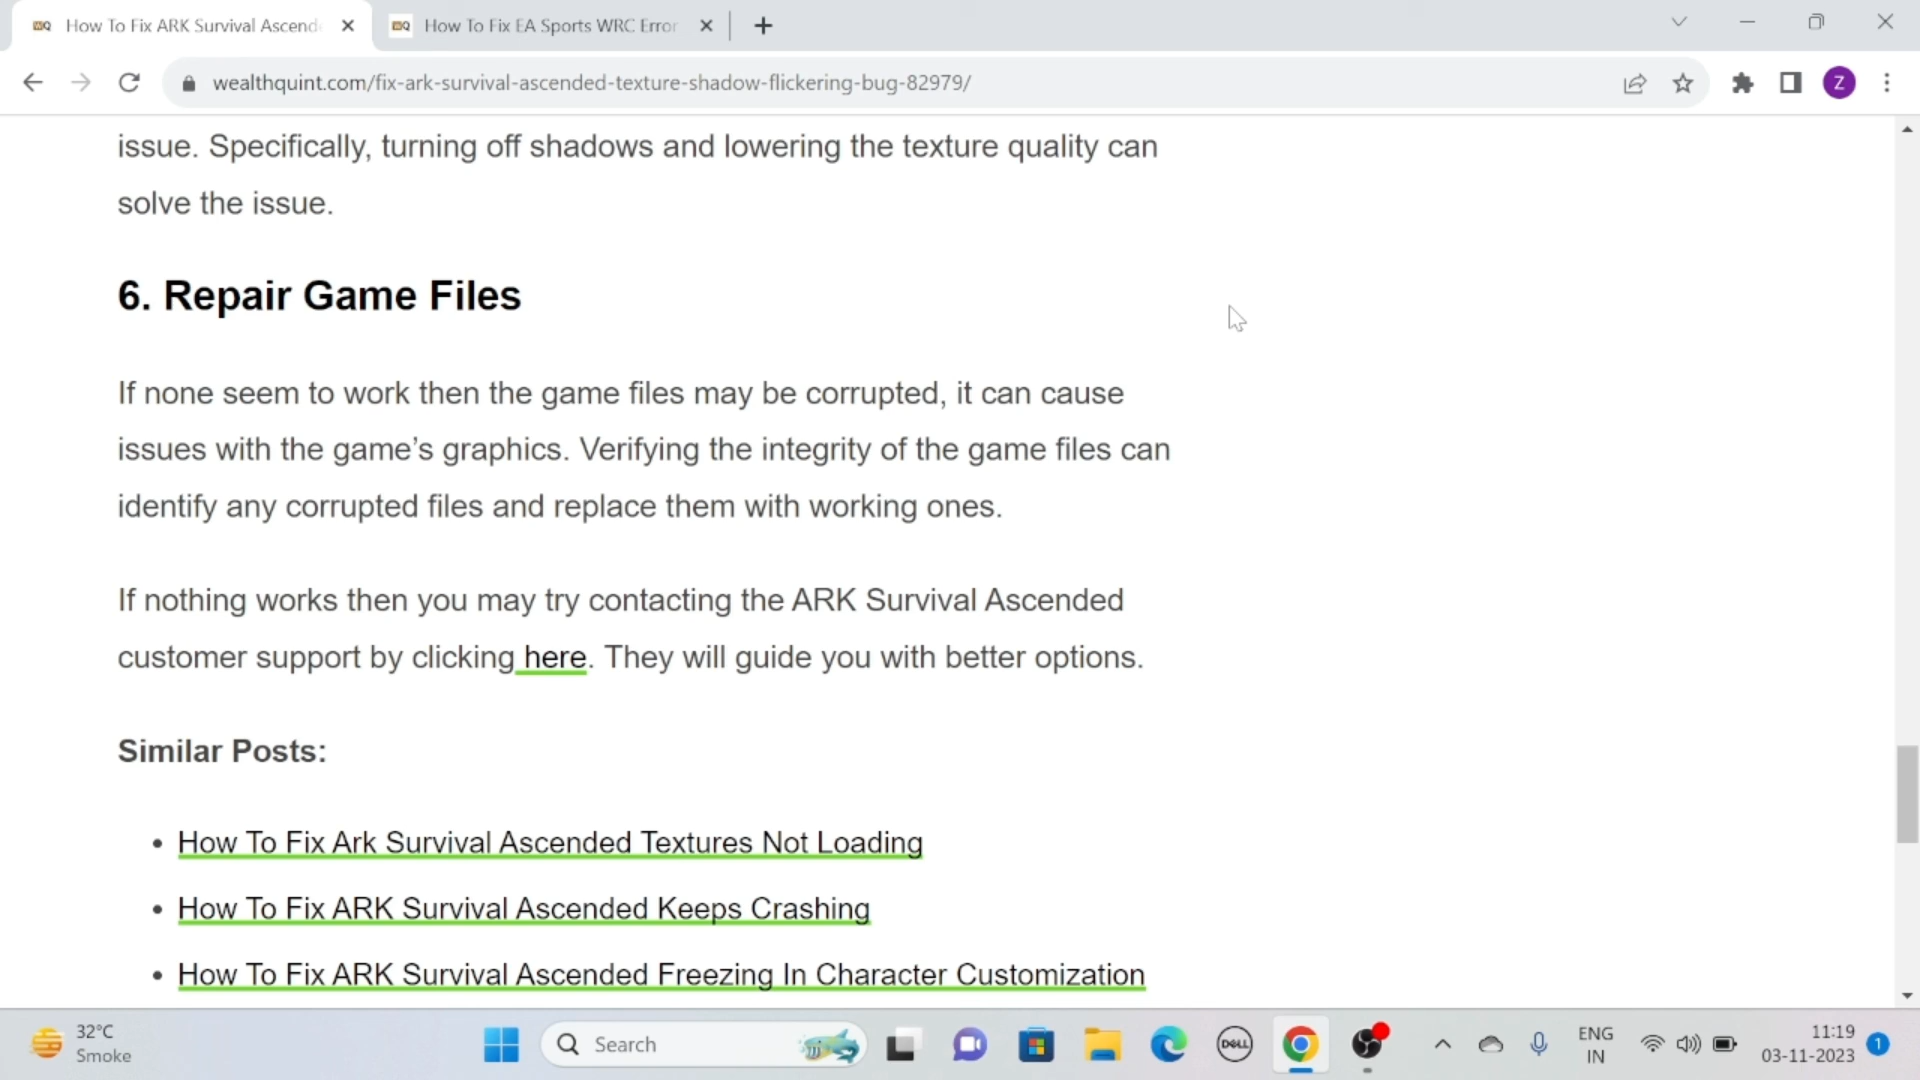 How To Fix ARK Survival Ascend
How To Fix EA Sports WRC Error
wealthquint.com/fix-ark-survival-ascended-texture-shadow-flickering-bug-82979/
Z
issue. Specifically, turning off shadows and lowering the texture quality can
solve the issue.
6. Repair Game Files
If none seem to work then the game files may be corrupted, it can cause
issues with the game’s graphics. Verifying the integrity of the game files can
identify any corrupted files and replace them with working ones.
If nothing works then you may try contacting the ARK Survival Ascended
customer support by clicking here. They will guide you with better options.
Similar Posts:
• How To Fix Ark Survival Ascended Textures Not Loading
• How To Fix ARK Survival Ascended Keeps Crashing
• How To Fix ARK Survival Ascended Freezing In Character Customization
32°C
Smoke
Search
DELL
ENG
IN
11:19
03-11-2023
1